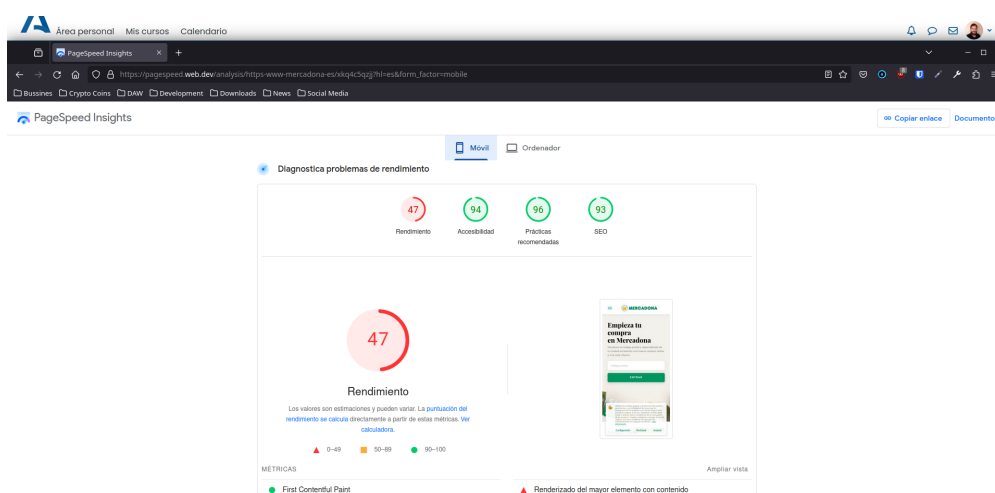 Área personal Mis cursos Calendario
PageSpeed Insights × +
https://pagespeed.web.dev/analysis/https-www-mercadona-es/xkq4c5qzjj?hl=es&form_factor=mobile
Bussines Crypto Coins DAW Development Downloads News Social Media
PageSpeed Insights
Copiar enlace Documento
Móvil Ordenador
Diagnostica problemas de rendimiento
47 94 96 93
Rendimiento Accesibilidad Prácticas SEO
recomendadas
MERCADONA
Empieza tu
compra
en Mercadona
47
Rendimiento
Los valores son estimaciones y pueden variar. La puntuación del
rendimiento se calcula directamente a partir de estas métricas. Ver
calculadora.
0–49 50–89 90–100
MÉTRICAS Ampliar vista
First Contentful Paint Renderizado del mayor elemento con contenido